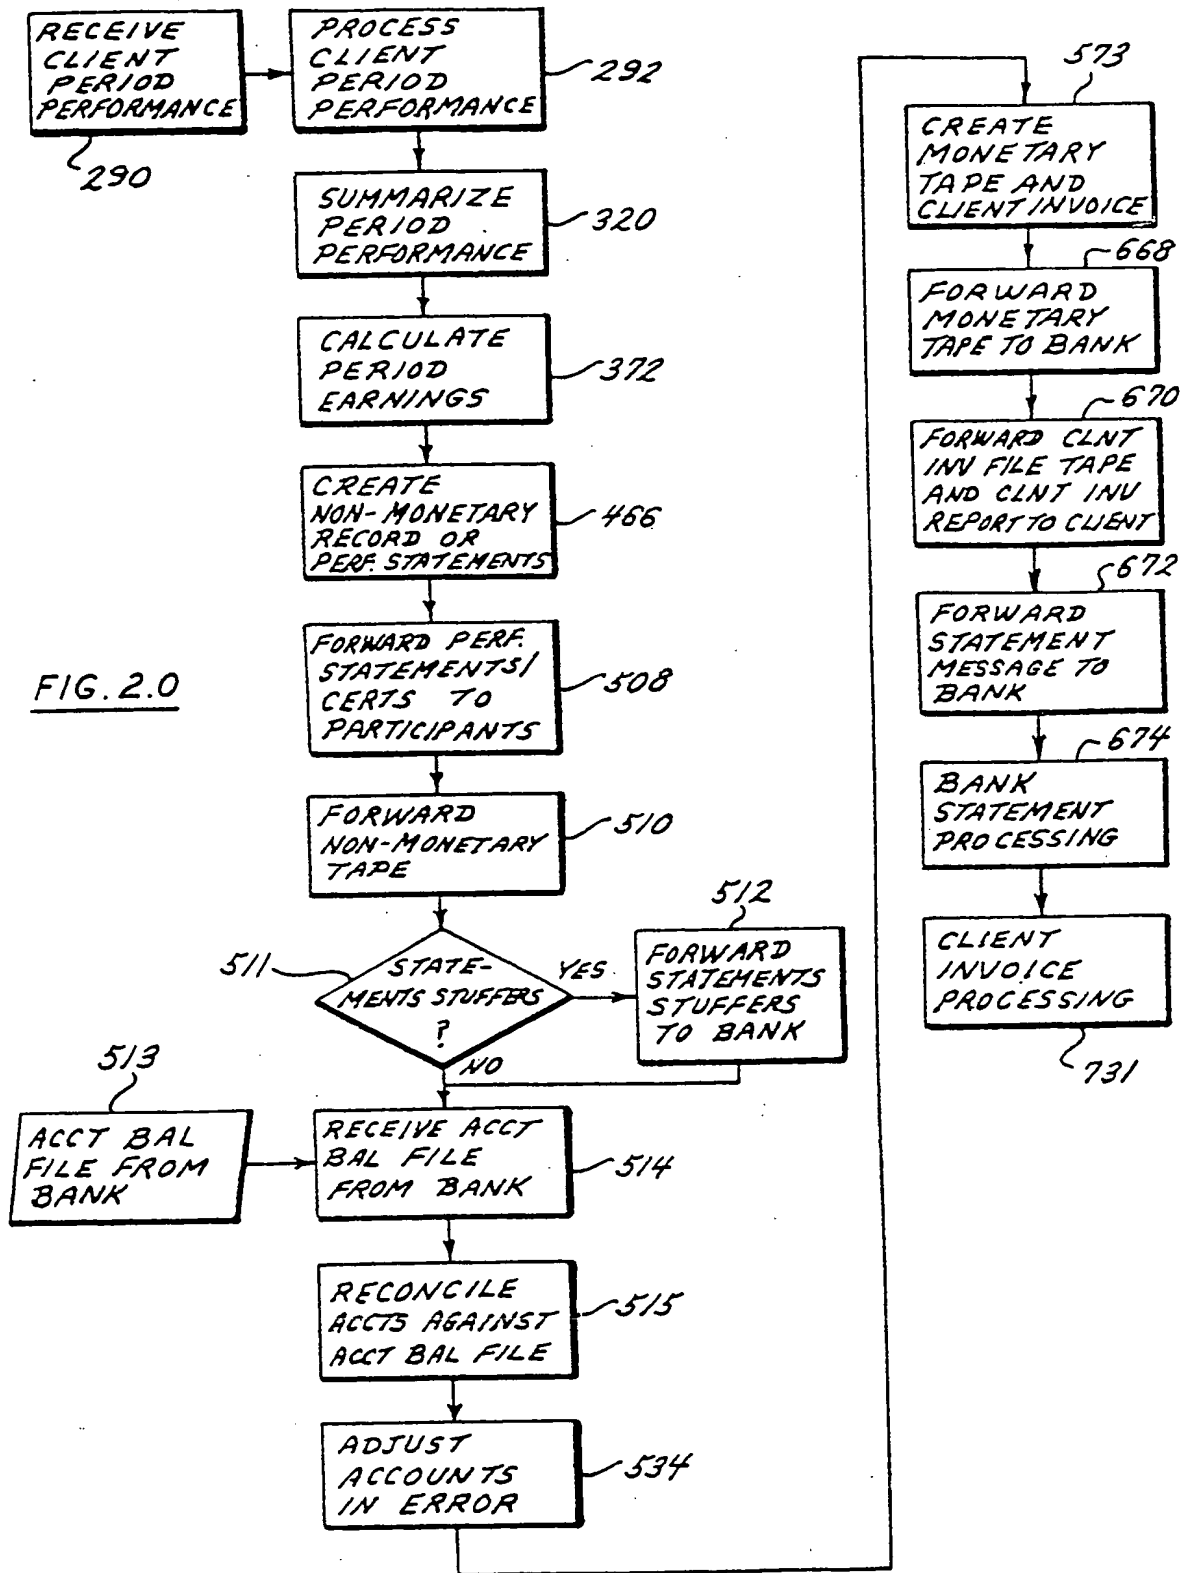 RECEIVE
CLIENT
PERIOD
PERFORMANCE
290
PROCESS
CLIENT
PERIOD
PERFORMANCE
292
SUMMARIZE
PERIOD
PERFORMANCE
320
CALCULATE
PERIOD
EARNINGS
372
CREATE
NON-MONETARY
RECORD OR
PERF. STATEMENTS
466
FORWARD PERF.
STATEMENTS/
CERTS TO
PARTICIPANTS
508
FIG. 2.0
FORWARD
NON-MONETARY
TAPE
510
511
STATE-
MENTS STUFFERS
?
YES
NO
512
FORWARD
STATEMENTS
STUFFERS
TO BANK
513
ACCT BAL
FILE FROM
BANK
RECEIVE ACCT
BAL FILE
FROM BANK
514
RECONCILE
ACCTS AGAINST
ACCT BAL FILE
515
ADJUST
ACCOUNTS
IN ERROR
534
573
CREATE
MONETARY
TAPE AND
CLIENT INVOICE
668
FORWARD
MONETARY
TAPE TO BANK
670
FORWARD CLNT
INV FILE TAPE
AND CLNT INV
REPORT TO CLIENT
672
FORWARD
STATEMENT
MESSAGE TO
BANK
674
BANK
STATEMENT
PROCESSING
CLIENT
INVOICE
PROCESSING
731